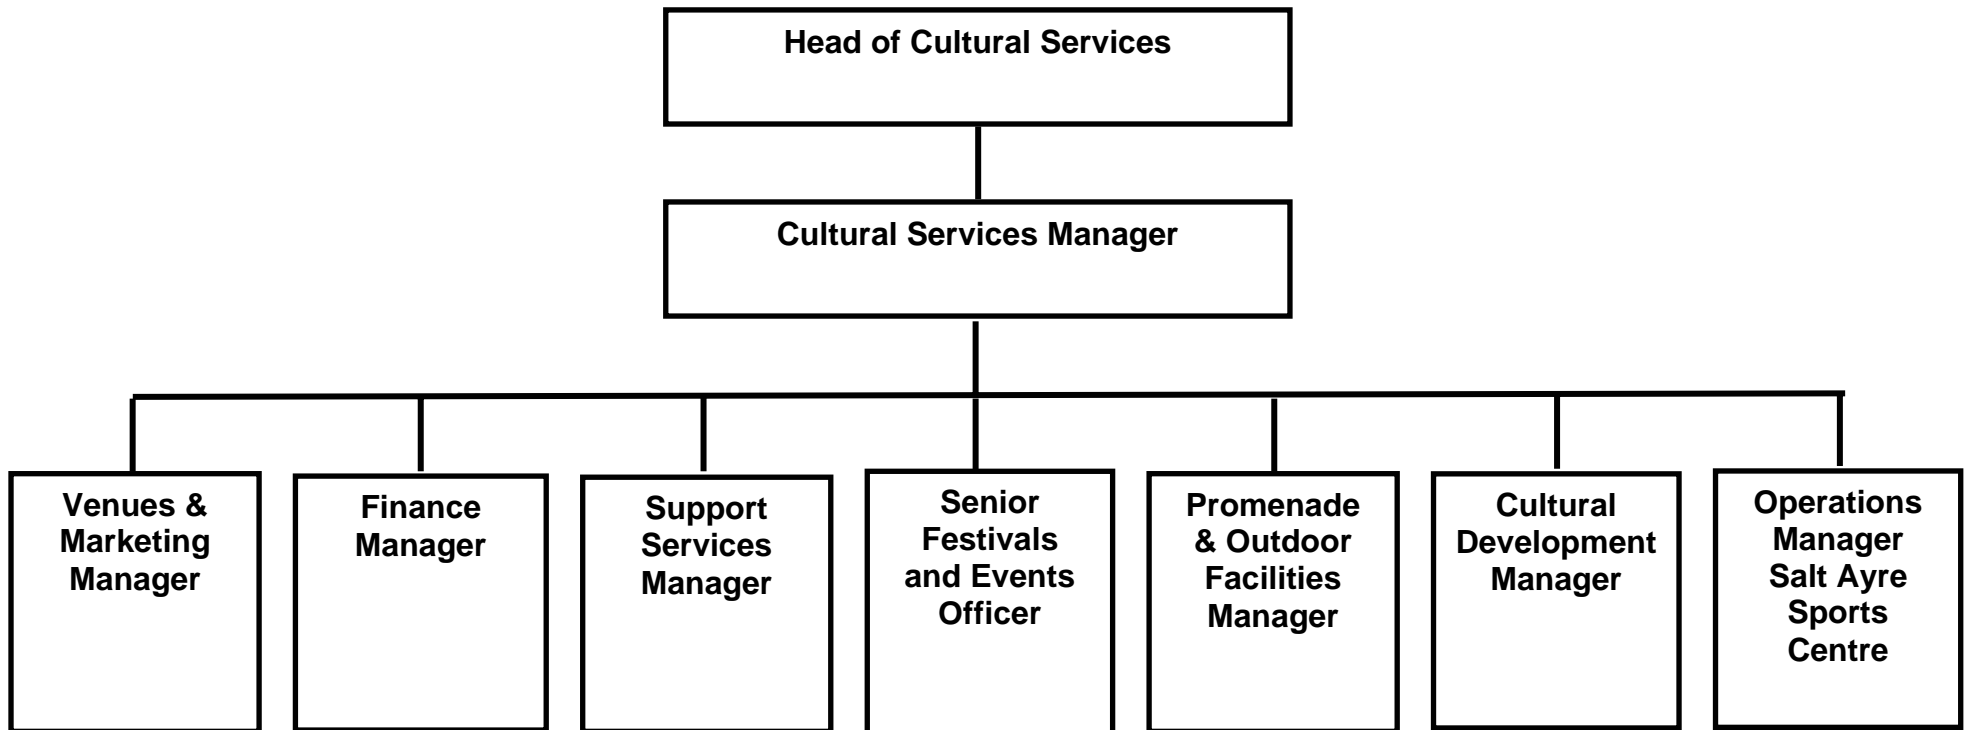 Head of Cultural Services
Cultural Services Manager
Venues &
Marketing
Manager
Finance
Manager
Support
Services
Manager
Senior
Festivals
and Events
Officer
Promenade
& Outdoor
Facilities
Manager
Cultural
Development
Manager
Operations
Manager
Salt Ayre
Sports
Centre